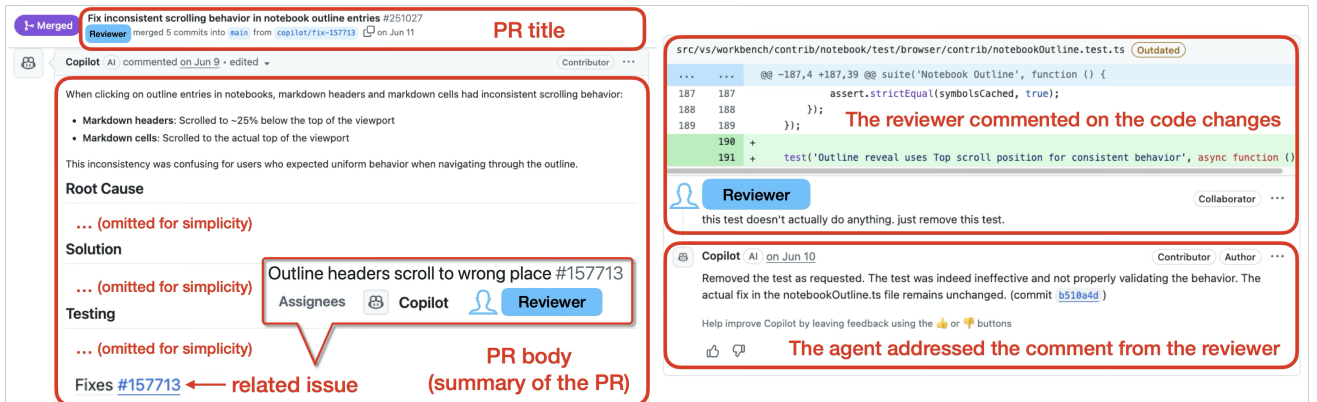 Merged
Fix inconsistent scrolling behavior in notebook outline entries #251027
Reviewer merged 5 commits into main from copilot/fix-157713 on Jun 11
PR title
Copilot AI commented on Jun 9 · edited
Contributor ...
When clicking on outline entries in notebooks, markdown headers and markdown cells had inconsistent scrolling behavior:
• Markdown headers: Scrolled to ~25% below the top of the viewport
• Markdown cells: Scrolled to the actual top of the viewport
This inconsistency was confusing for users who expected uniform behavior when navigating through the outline.
Root Cause
... (omitted for simplicity)
Solution
... (omitted for simplicity)
Testing
... (omitted for simplicity)
Outline headers scroll to wrong place #157713
Assignees Copilot Reviewer
Fixes #157713
related issue
PR body
(summary of the PR)
src/vs/workbench/contrib/notebook/test/browser/contrib/notebookOutline.test.ts Outdated
... ... @@ -187,4 +187,39 @@ suite('Notebook Outline', function () {
187 187 assert.strictEqual(symbolsCached, true);
188 188 });
189 189 });
The reviewer commented on the code changes
190 +
191 + test('Outline reveal uses Top scroll position for consistent behavior', async function ()
Reviewer
Collaborator ...
this test doesn't actually do anything. just remove this test.
Copilot AI on Jun 10
Contributor Author ...
Removed the test as requested. The test was indeed ineffective and not properly validating the behavior. The
actual fix in the notebookOutline.ts file remains unchanged. (commit b510a4d )
Help improve Copilot by leaving feedback using the 👍 or 👎 buttons
The agent addressed the comment from the reviewer